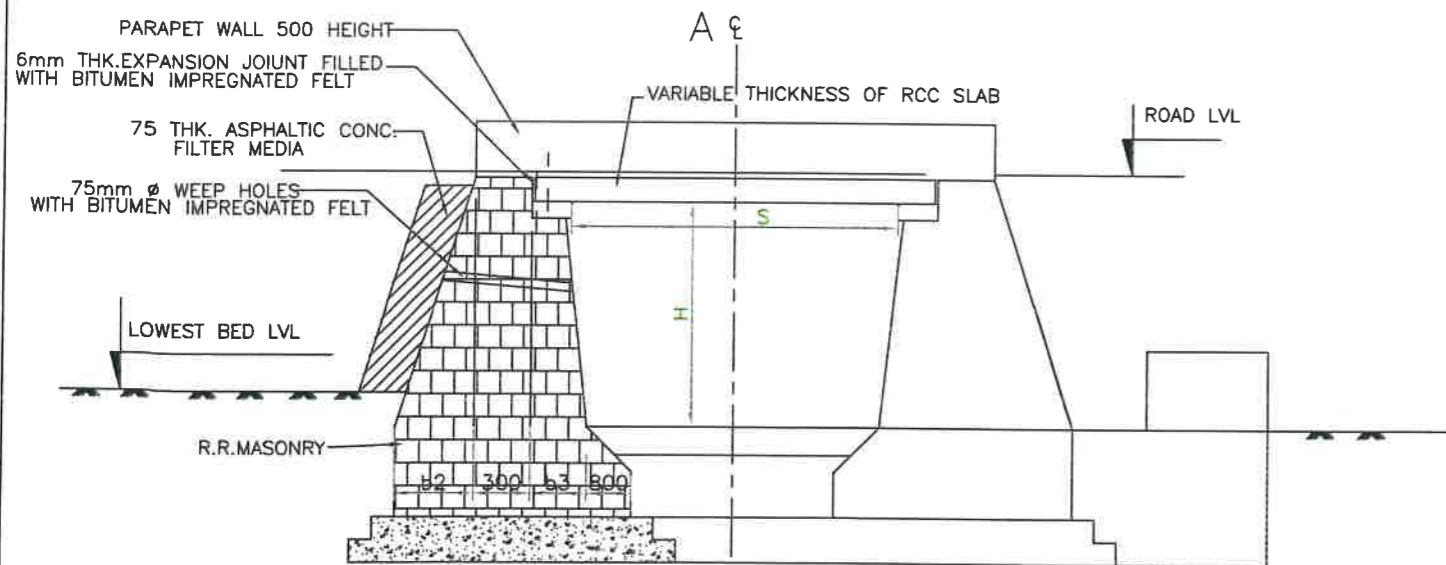 A ℄
PARAPET WALL 500 HEIGHT
6mm THK.EXPANSION JOIUNT FILLED
WITH BITUMEN IMPREGNATED FELT
VARIABLE THICKNESS OF RCC SLAB
ROAD LVL
75 THK. ASPHALTIC CONC.
FILTER MEDIA
75mm ø WEEP HOLES
WITH BITUMEN IMPREGNATED FELT
S
H
LOWEST BED LVL
R.R.MASONRY
b2 300 b3 800